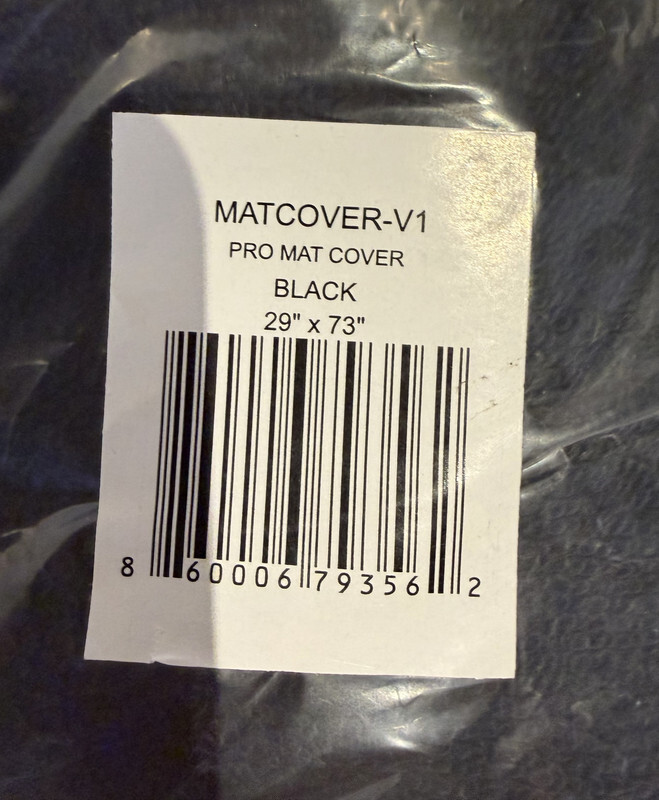 MATCOVER-V1
PRO MAT COVER
BLACK
29" x 73"
8 60006 79356 2